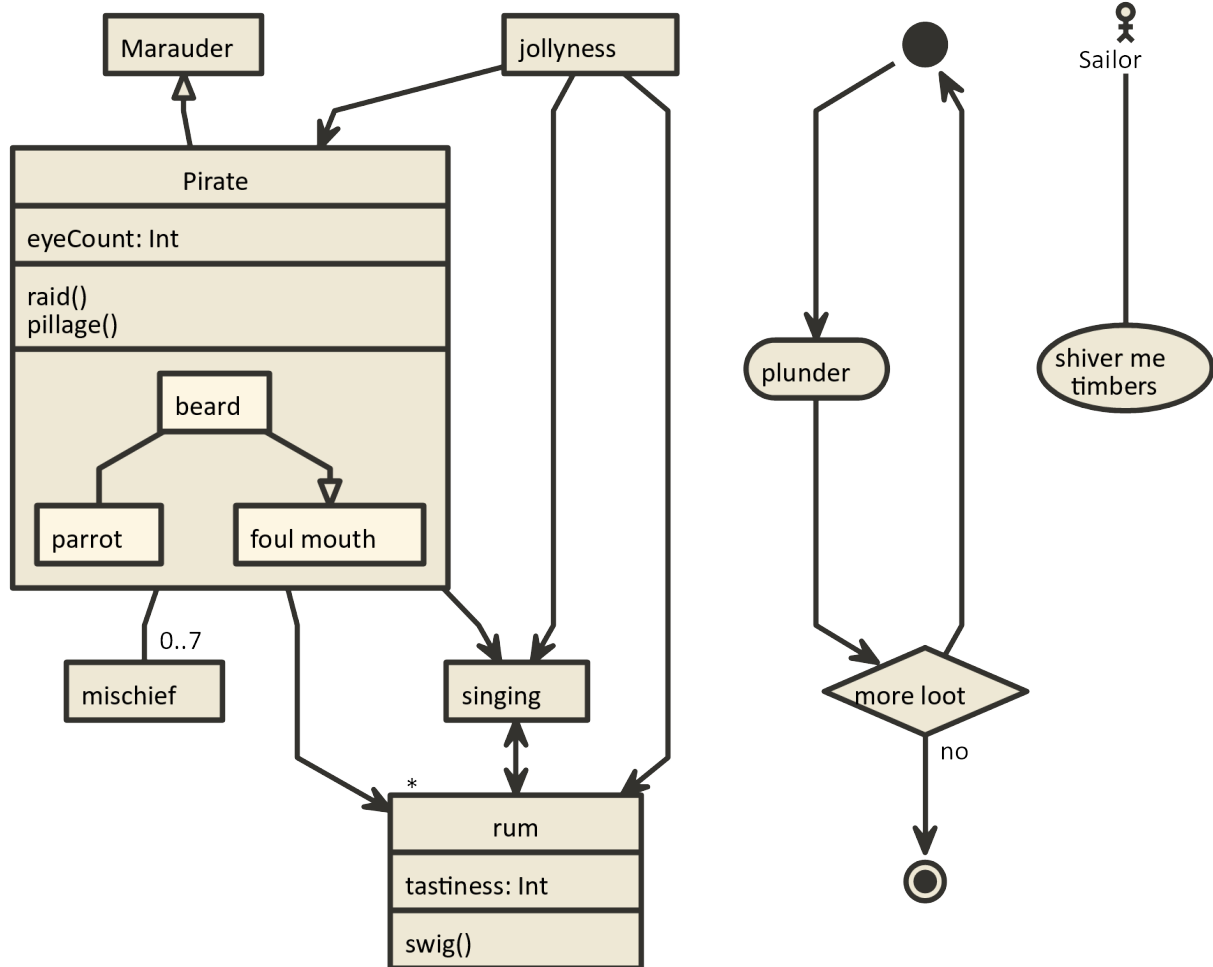 Marauder
jollyness
Pirate
eyeCount: Int
raid()
pillage()
beard
parrot
foul mouth
0..7
mischief
singing
*
rum
tastiness: Int
swig()
plunder
more loot
no
Sailor
shiver me
timbers